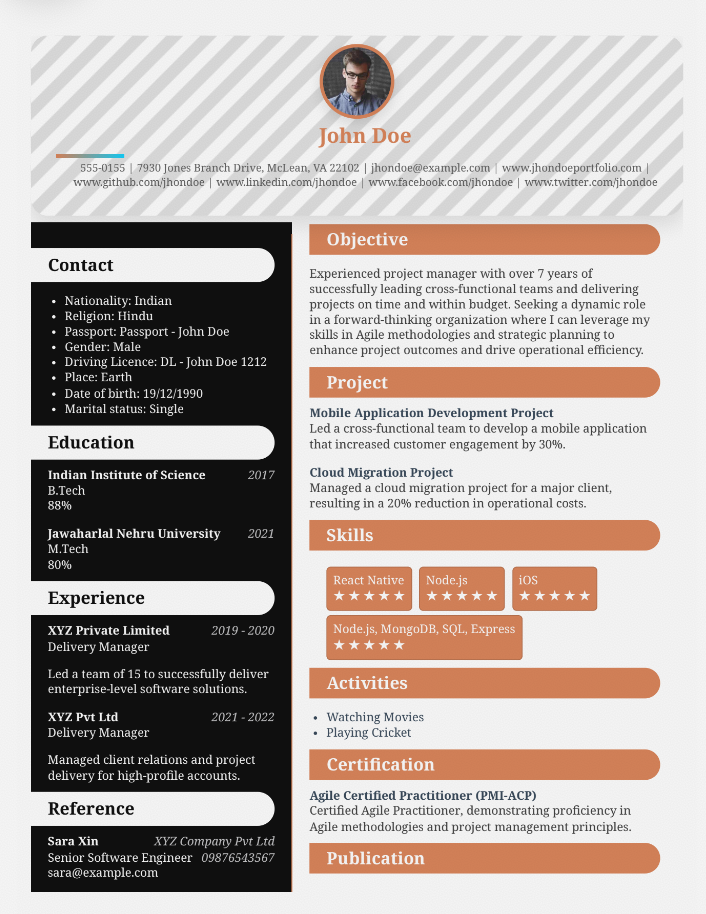 John Doe
555-0155 | 7930 Jones Branch Drive, McLean, VA 22102 | jhondoe@example.com | www.jhondoeportfolio.com |
www.github.com/jhondoe | www.linkedin.com/jhondoe | www.facebook.com/jhondoe | www.twitter.com/jhondoe
Contact
• Nationality: Indian
• Religion: Hindu
• Passport: Passport - John Doe
• Gender: Male
• Driving Licence: DL - John Doe 1212
• Place: Earth
• Date of birth: 19/12/1990
• Marital status: Single
Education
Indian Institute of Science 2017
B.Tech
88%
Jawaharlal Nehru University 2021
M.Tech
80%
Experience
XYZ Private Limited 2019 - 2020
Delivery Manager
Led a team of 15 to successfully deliver
enterprise-level software solutions.
XYZ Pvt Ltd 2021 - 2022
Delivery Manager
Managed client relations and project
delivery for high-profile accounts.
Reference
Sara Xin XYZ Company Pvt Ltd
Senior Software Engineer 09876543567
sara@example.com
Objective
Experienced project manager with over 7 years of
successfully leading cross-functional teams and delivering
projects on time and within budget. Seeking a dynamic role
in a forward-thinking organization where I can leverage my
skills in Agile methodologies and strategic planning to
enhance project outcomes and drive operational efficiency.
Project
Mobile Application Development Project
Led a cross-functional team to develop a mobile application
that increased customer engagement by 30%.
Cloud Migration Project
Managed a cloud migration project for a major client,
resulting in a 20% reduction in operational costs.
Skills
React Native Node.js iOS
★★★★★ ★★★★★ ★★★★★
Node.js, MongoDB, SQL, Express
★★★★★
Activities
• Watching Movies
• Playing Cricket
Certification
Agile Certified Practitioner (PMI-ACP)
Certified Agile Practitioner, demonstrating proficiency in
Agile methodologies and project management principles.
Publication